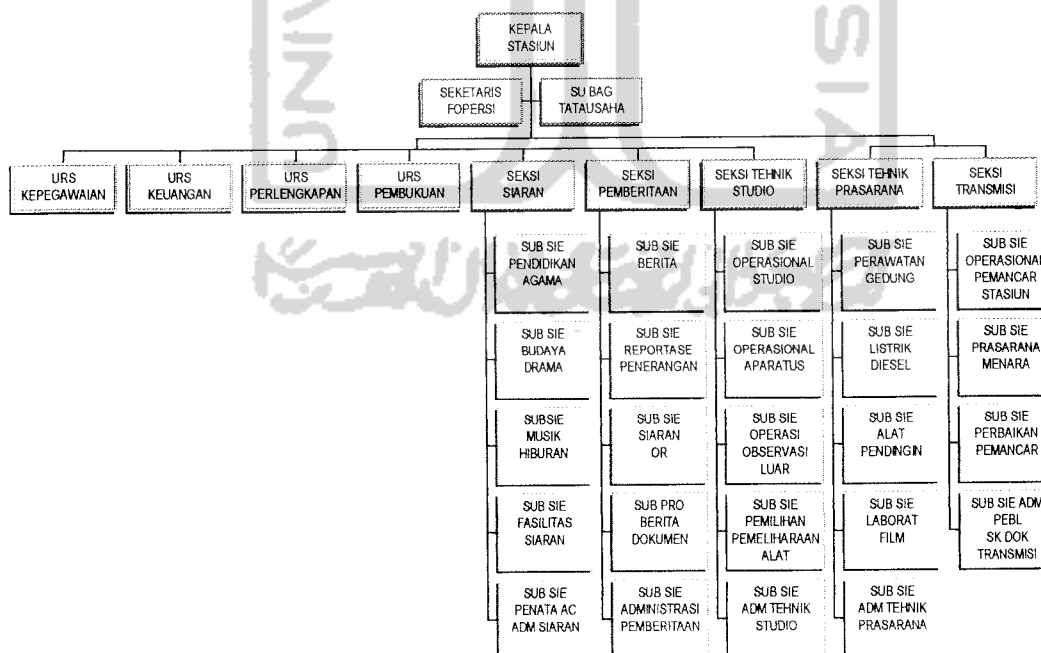 KEPALA
STASIUN
SEKETARIS
FOPERSI
SU BAG
TATAUSAHA
URS
KEPEGAWAIAN
URS
KEUANGAN
URS
PERLENGKAPAN
URS
PEMBUKUAN
SEKSI
SIARAN
SEKSI
PEMBERITAAN
SEKSI TEHNIK
STUDIO
SEKSI TEHNIK
PRASARANA
SEKSI
TRANSMISI
SUB SIE
PENDIDIKAN
AGAMA
SUB SIE
BUDAYA
DRAMA
SUBSIE
MUSIK
HIBURAN
SUB SIE
FASILITAS
SIARAN
SUB SIE
PENATA AC
ADM SIARAN
SUB SIE
BERITA
SUB SIE
REPORTASE
PENERANGAN
SUB SIE
SIARAN
OR
SUB PRO
BERITA
DOKUMEN
SUB SIE
ADMINISTRASI
PEMBERITAAN
SUB SIE
OPERASIONAL
STUDIO
SUB SIE
OPERASIONAL
APARATUS
SUB SIE
OPERASI
OBSERVASI
LUAR
SUB SIE
PEMILIHAN
PEMELIHARAAN
ALAT
SUB SIE
ADM TEHNIK
STUDIO
SUB SIE
PERAWATAN
GEDUNG
SUB SIE
LISTRIK
DIESEL
SUB SIE
ALAT
PENDINGIN
SUB SIE
LABORAT
FILM
SUB SIE
ADM TEHNIK
PRASARANA
SUB SIE
OPERASIONAL
PEMANCAR
STASIUN
SUB SIE
PRASARANA
MENARA
SUB SIE
PERBAIKAN
PEMANCAR
SUB SIE ADM
PEBL
SK DOK
TRANSMISI
UNIV
SIA